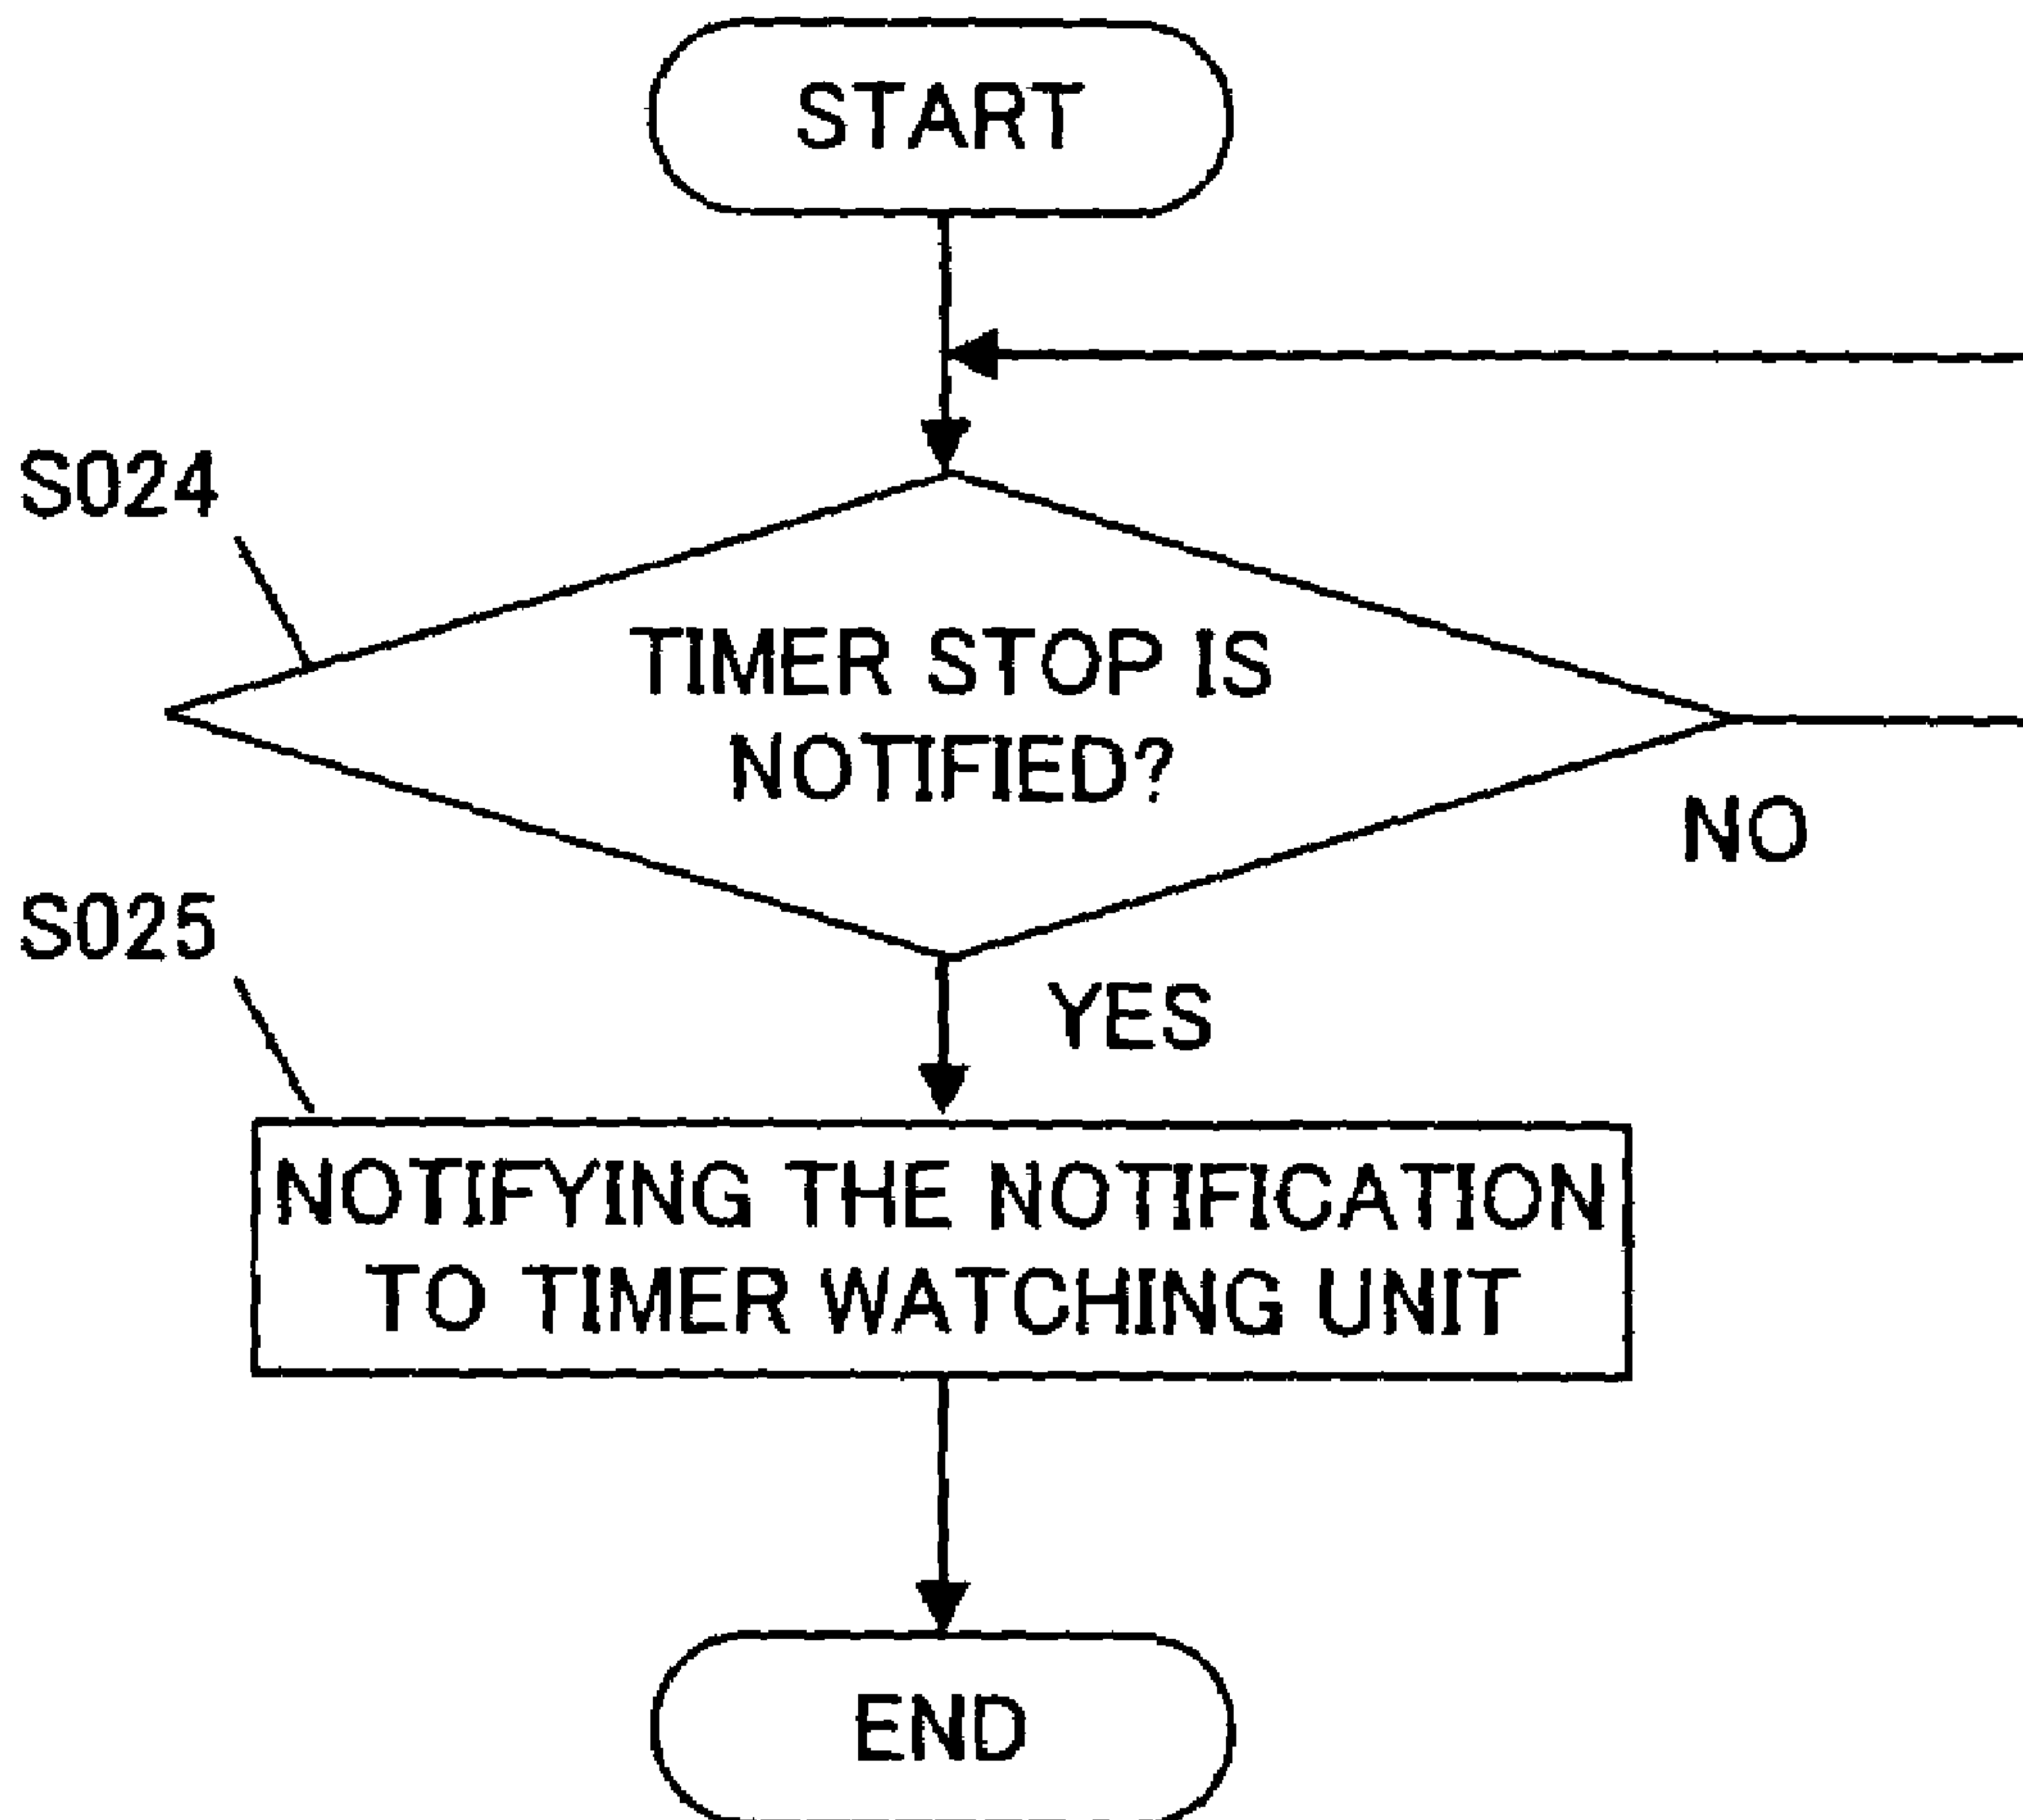 START
S024
TIMER STOP IS
NOTIFIED?
NO
S025
YES
NOTIFYING THE NOTIFICATION
TO TIMER WATCHING UNIT
END